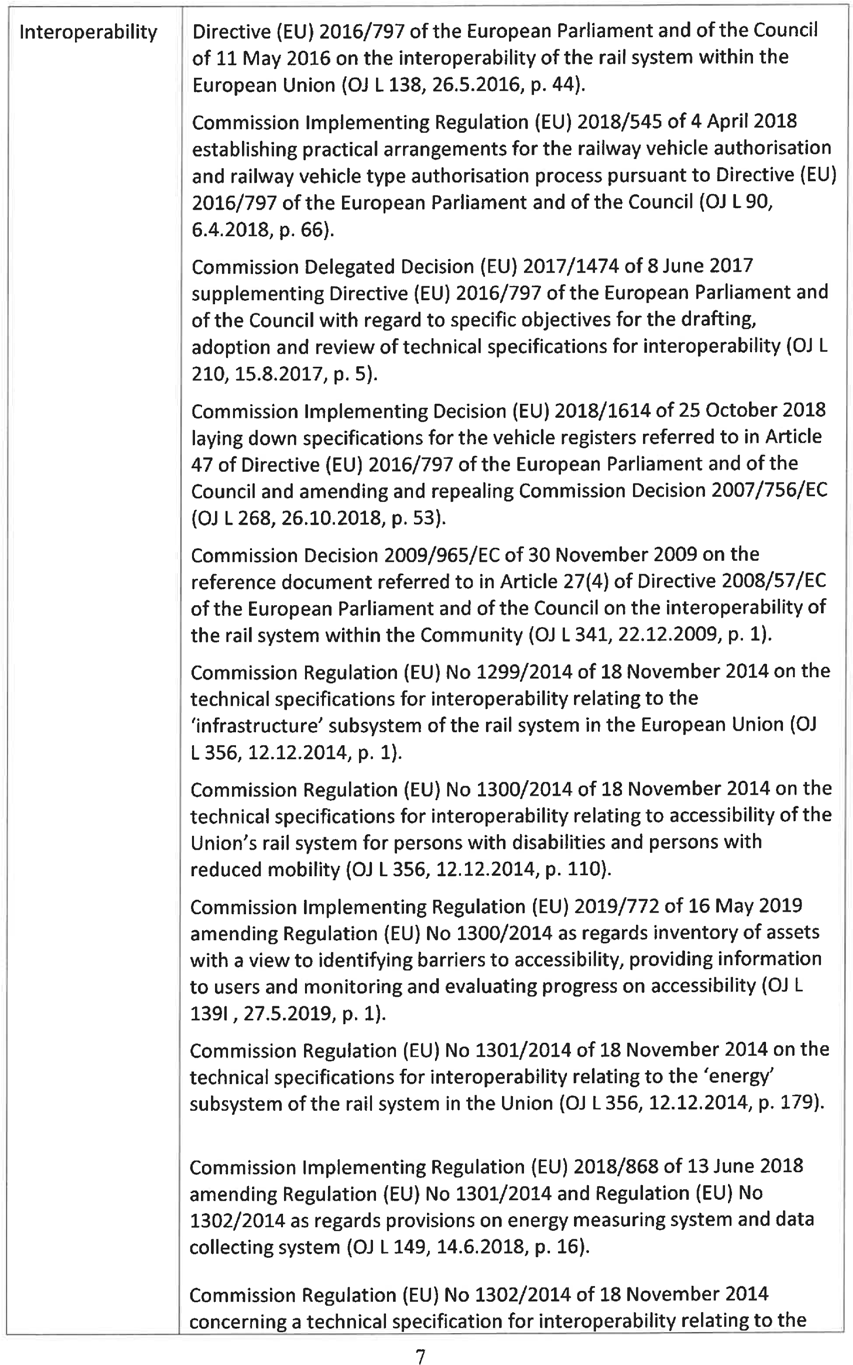 Interoperability
Directive (EU) 2016/797 of the European Parliament and of the Council
of 11 May 2016 on the interoperability of the rail system within the
European Union (OJ L 138, 26.5.2016, p. 44).
Commission Implementing Regulation (EU) 2018/545 of 4 April 2018
establishing practical arrangements for the railway vehicle authorisation
and railway vehicle type authorisation process pursuant to Directive (EU)
2016/797 of the European Parliament and of the Council (OJ L 90,
6.4.2018, p. 66).
Commission Delegated Decision (EU) 2017/1474 of 8 June 2017
supplementing Directive (EU) 2016/797 of the European Parliament and
of the Council with regard to specific objectives for the drafting,
adoption and review of technical specifications for interoperability (OJ L
210, 15.8.2017, p. 5).
Commission Implementing Decision (EU) 2018/1614 of 25 October 2018
laying down specifications for the vehicle registers referred to in Article
47 of Directive (EU) 2016/797 of the European Parliament and of the
Council and amending and repealing Commission Decision 2007/756/EC
(OJ L 268, 26.10.2018, p. 53).
Commission Decision 2009/965/EC of 30 November 2009 on the
reference document referred to in Article 27(4) of Directive 2008/57/EC
of the European Parliament and of the Council on the interoperability of
the rail system within the Community (OJ L 341, 22.12.2009, p. 1).
Commission Regulation (EU) No 1299/2014 of 18 November 2014 on the
technical specifications for interoperability relating to the
‘infrastructure’ subsystem of the rail system in the European Union (OJ
L 356, 12.12.2014, p. 1).
Commission Regulation (EU) No 1300/2014 of 18 November 2014 on the
technical specifications for interoperability relating to accessibility of the
Union’s rail system for persons with disabilities and persons with
reduced mobility (OJ L 356, 12.12.2014, p. 110).
Commission Implementing Regulation (EU) 2019/772 of 16 May 2019
amending Regulation (EU) No 1300/2014 as regards inventory of assets
with a view to identifying barriers to accessibility, providing information
to users and monitoring and evaluating progress on accessibility (OJ L
139I , 27.5.2019, p. 1).
Commission Regulation (EU) No 1301/2014 of 18 November 2014 on the
technical specifications for interoperability relating to the ‘energy’
subsystem of the rail system in the Union (OJ L 356, 12.12.2014, p. 179).
Commission Implementing Regulation (EU) 2018/868 of 13 June 2018
amending Regulation (EU) No 1301/2014 and Regulation (EU) No
1302/2014 as regards provisions on energy measuring system and data
collecting system (OJ L 149, 14.6.2018, p. 16).
Commission Regulation (EU) No 1302/2014 of 18 November 2014
concerning a technical specification for interoperability relating to the
7